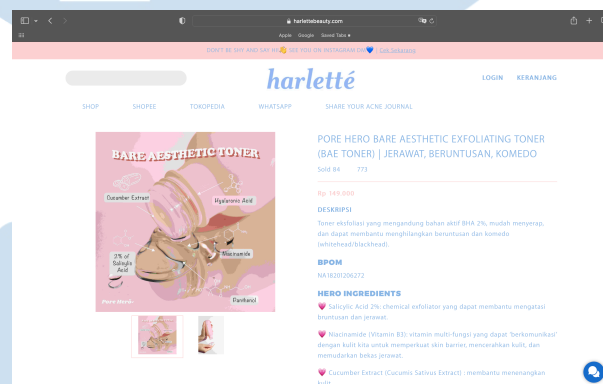 harlettebeauty.com
Apple Google Saved Tabs
DON'T BE SHY AND SAY HI👋 SEE YOU ON INSTAGRAM DM💙 | Cek Sekarang
harletté
LOGIN KERANJANG
SHOP SHOPEE TOKOPEDIA WHATSAPP SHARE YOUR ACNE JOURNAL
BARE AESTHETIC TONER
Cucumber Extract
Hyaluronic Acid
2% of
Salicylic
Acid
Niacinamide
Panthenol
Pore Hero
PORE HERO BARE AESTHETIC EXFOLIATING TONER
(BAE TONER) | JERAWAT, BERUNTUSAN, KOMEDO
Sold 84 773
Rp 149.000
DESKRIPSI
Toner eksfoliasi yang mengandung bahan aktif BHA 2%, mudah menyerap,
dan dapat membantu menghilangkan beruntusan dan komedo
(whitehead/blackhead).
BPOM
NA18201206272
HERO INGREDIENTS
💗 Salicylic Acid 2%: chemical exfoliator yang dapat membantu mengatasi
bruntusan dan jerawat.
💗 Niacinamide (Vitamin B3): vitamin multi-fungsi yang dapat 'berkomunikasi'
dengan kulit kita untuk memperkuat skin barrier, mencerahkan kulit, dan
memudarkan bekas jerawat.
💗 Cucumber Extract (Cucumis Sativus Extract) : membantu menenangkan
kulit